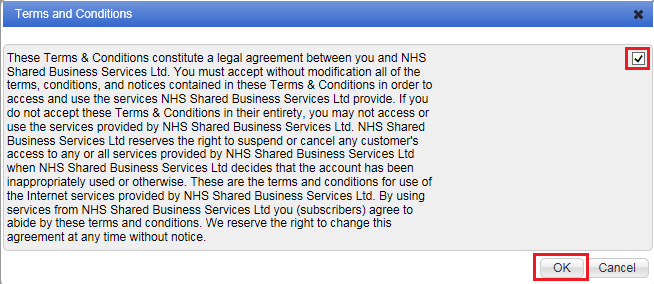 Terms and Conditions
These Terms & Conditions constitute a legal agreement between you and NHS
Shared Business Services Ltd. You must accept without modification all of the
terms, conditions, and notices contained in these Terms & Conditions in order to
access and use the services NHS Shared Business Services Ltd provide. If you
do not accept these Terms & Conditions in their entirety, you may not access or
use the services provided by NHS Shared Business Services Ltd. NHS Shared
Business Services Ltd reserves the right to suspend or cancel any customer's
access to any or all services provided by NHS Shared Business Services Ltd
when NHS Shared Business Services Ltd decides that the account has been
inappropriately used or otherwise. These are the terms and conditions for use of
the Internet services provided by NHS Shared Business Services Ltd. By using
services from NHS Shared Business Services Ltd you (subscribers) agree to
abide by these terms and conditions. We reserve the right to change this
agreement at any time without notice.
OK Cancel